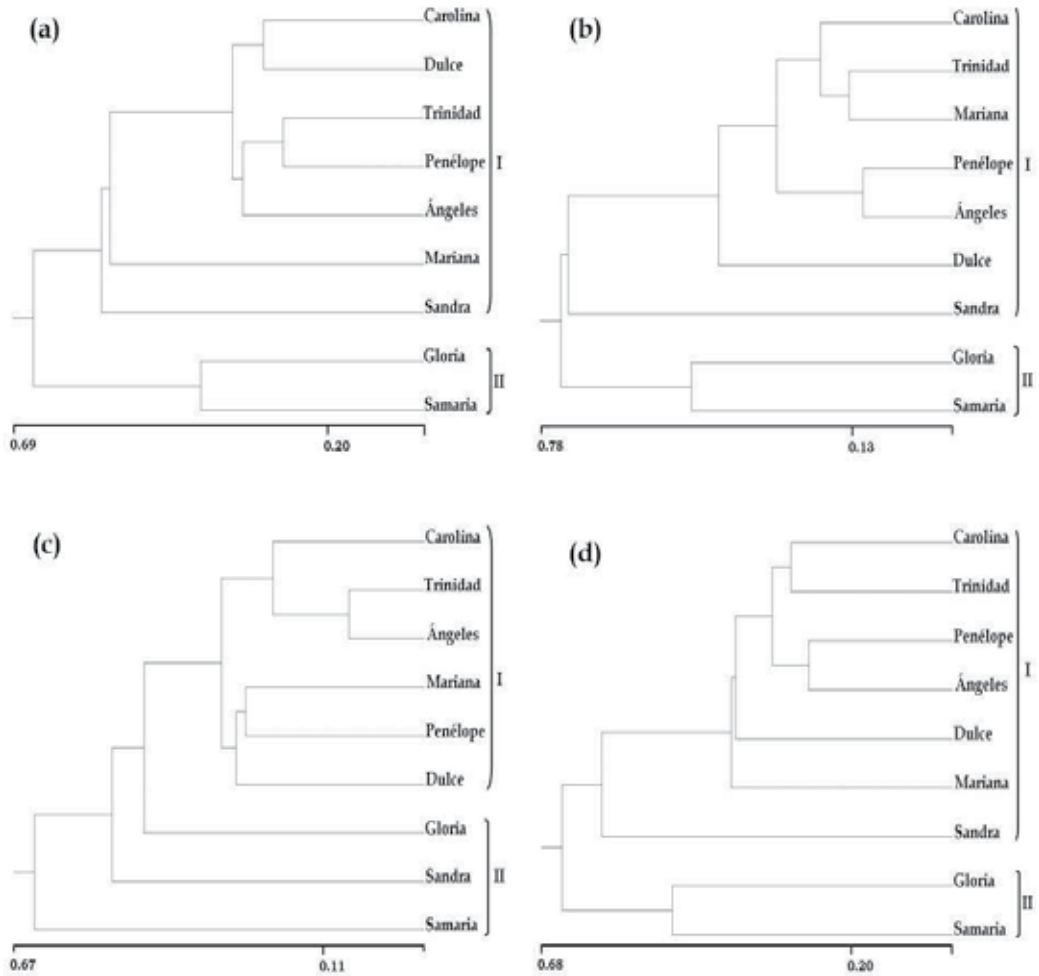 (a)
Carolina
Dulce
Trinidad
Penélope
Ángeles
Mariana
Sandra
Gloria
Samaria
I
II
0.69 0.20
(b)
Carolina
Trinidad
Mariana
Penélope
Ángeles
Dulce
Sandra
Gloria
Samaria
I
II
0.78 0.13
(c)
Carolina
Trinidad
Ángeles
Mariana
Penélope
Dulce
Gloria
Sandra
Samaria
I
II
0.67 0.11
(d)
Carolina
Trinidad
Penélope
Ángeles
Dulce
Mariana
Sandra
Gloria
Samaria
I
II
0.68 0.20